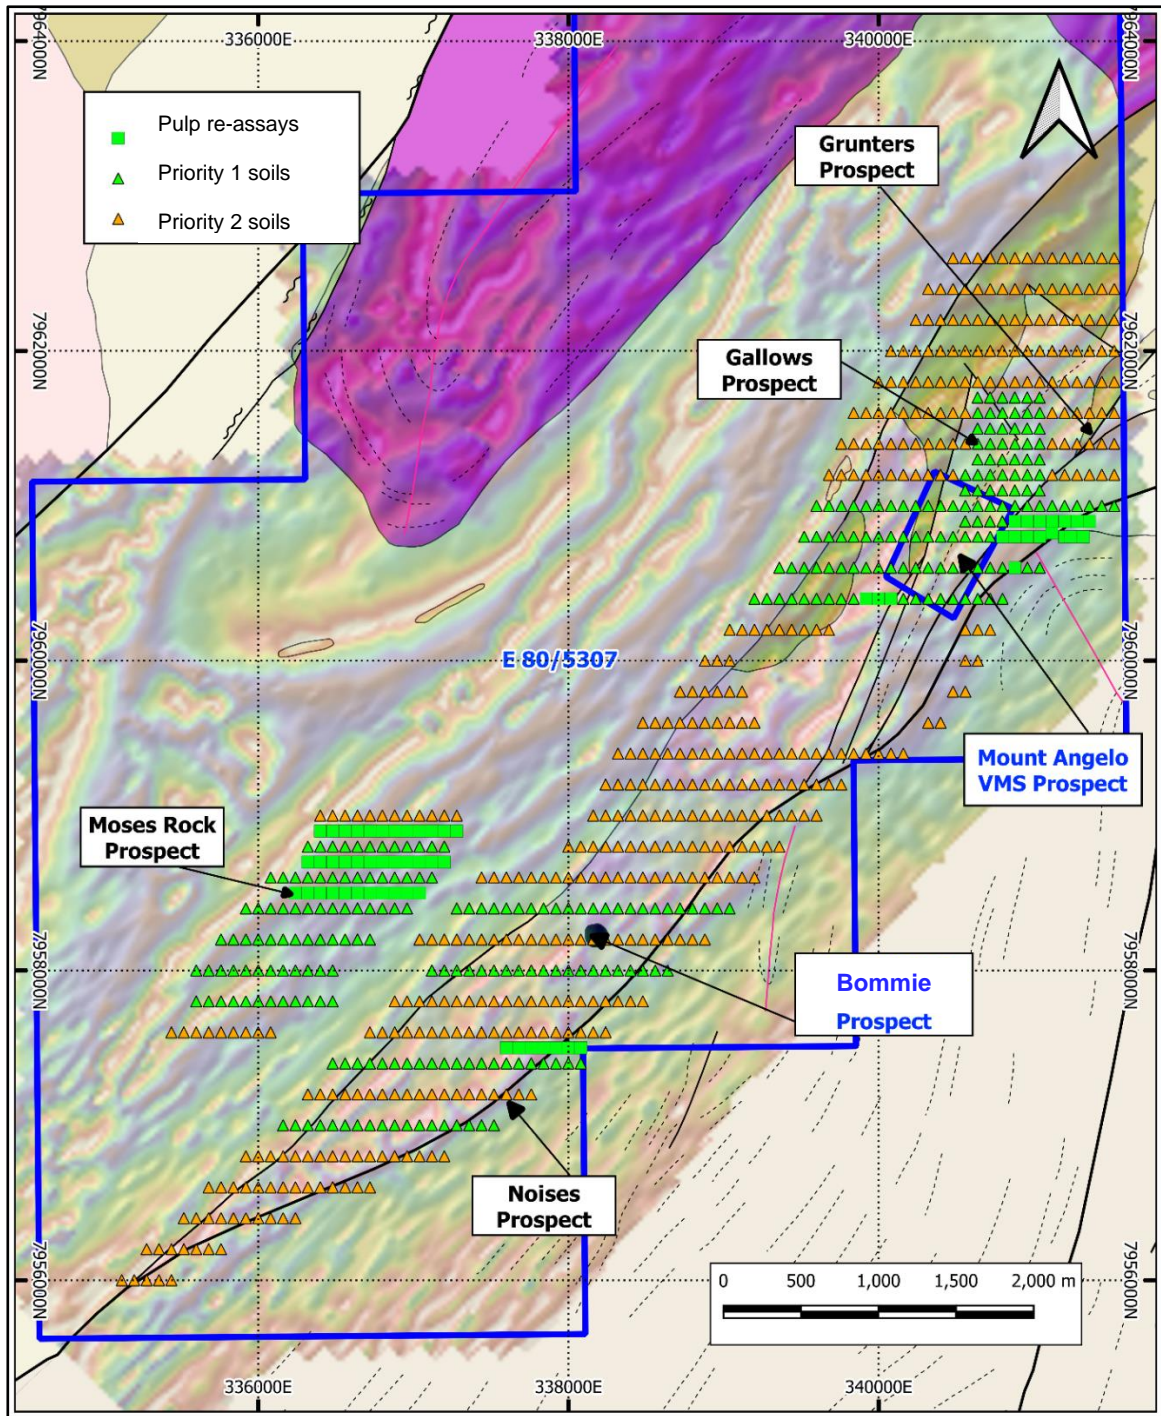 7964000N
336000E
338000E
340000E
7964000N
Pulp re-assays
Priority 1 soils
Priority 2 soils
Grunters
Prospect
7962000N
Gallows
Prospect
7962000N
7960000N
E 80/5307
7960000N
Mount Angelo
VMS Prospect
Moses Rock
Prospect
7958000N
Bommie
Prospect
7958000N
Noises
Prospect
7956000N
0 500 1,000 1,500 2,000 m
7956000N
336000E
338000E
340000E